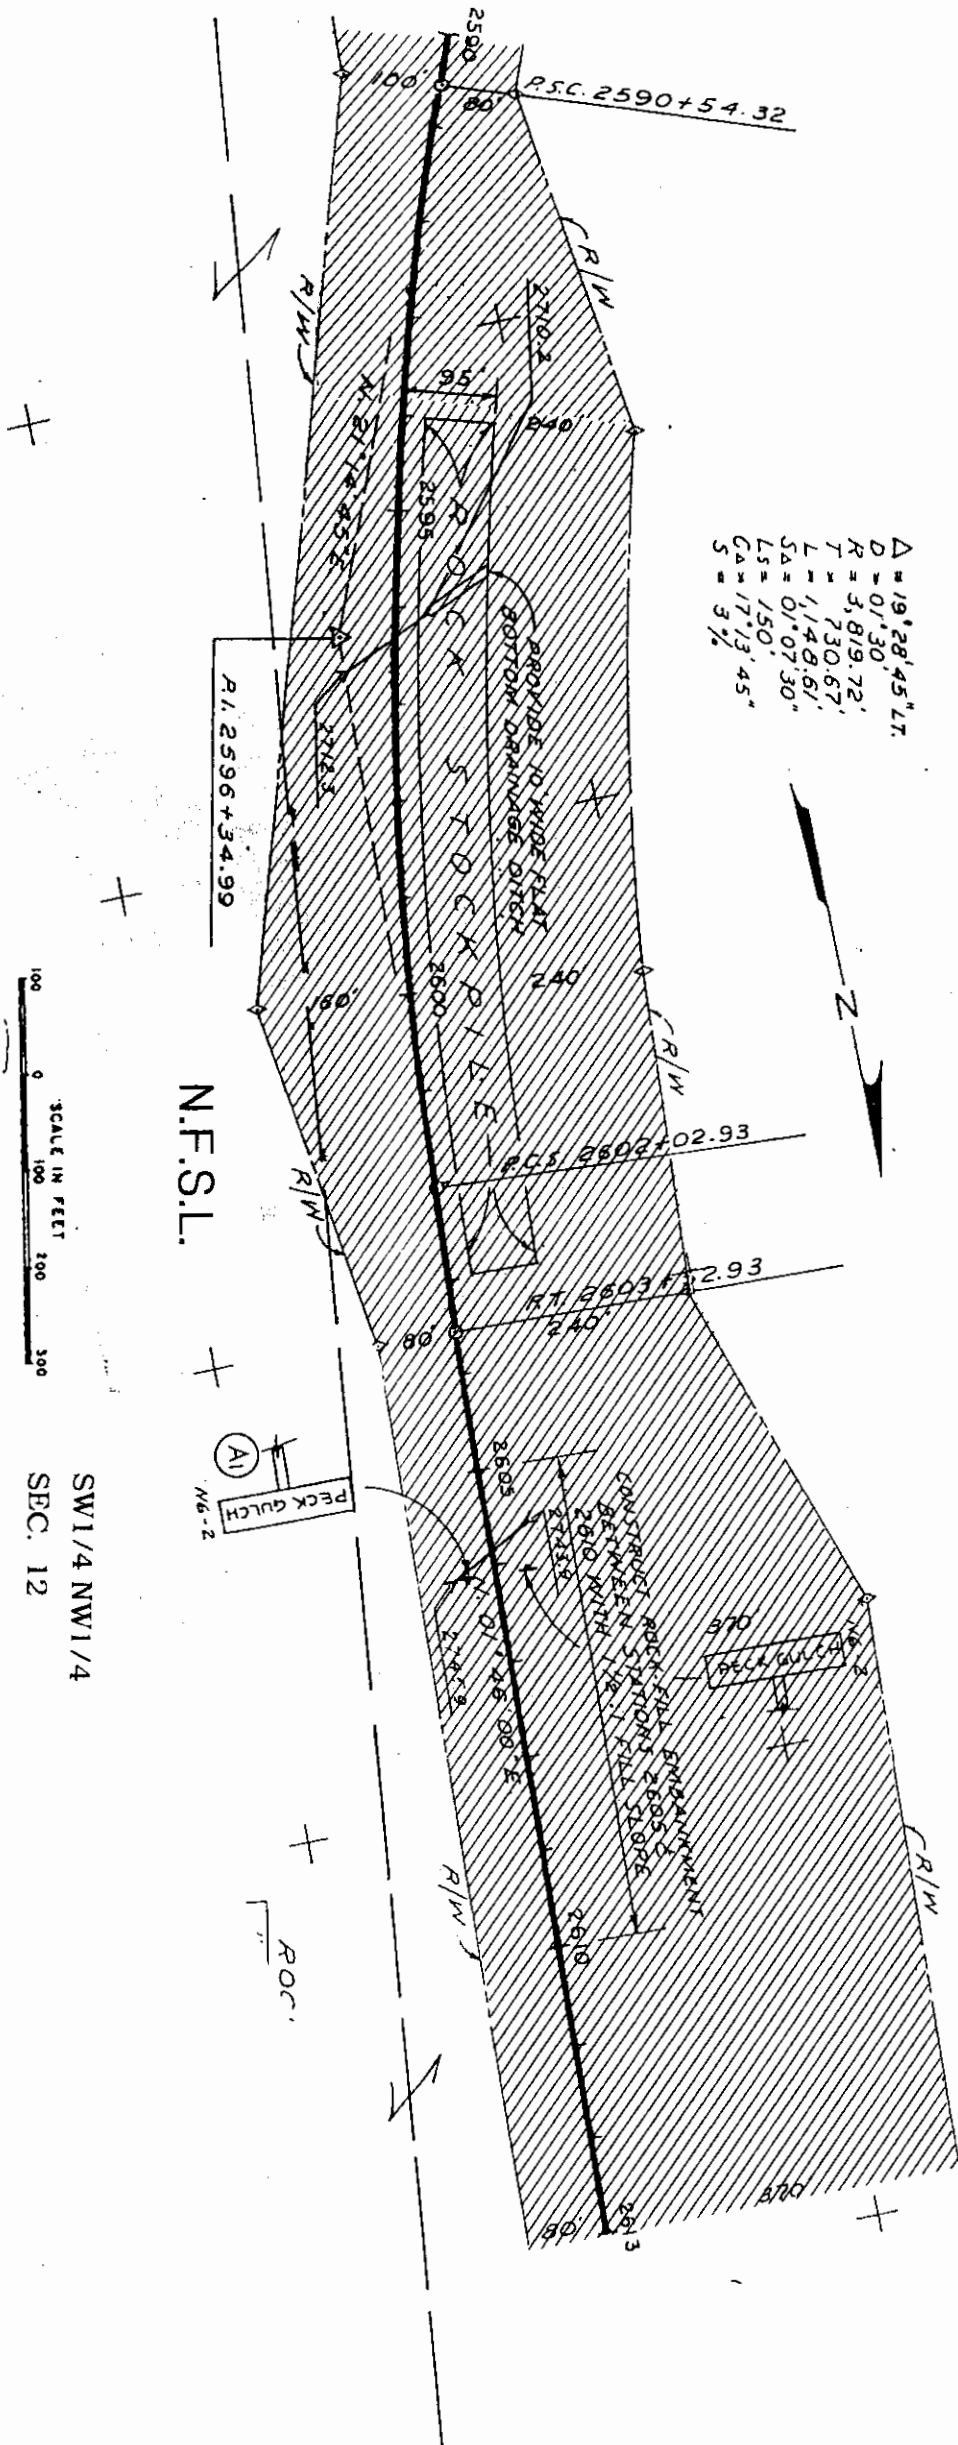 2590
100'
80'
P.S.C. 2590+54.32
R/W
R/W
2710.2
95'
240
N. 21° 14' 45" E
2595
ROCK STOCKPILE
PROVIDE 10' WIDE FLAT
BOTTOM DRAINAGE DITCH
2712.3
P.I. 2596+34.99
Δ = 19° 28' 45" LT.
D = 01° 30'
R = 3,819.72'
T = 730.67'
L = 1,148.61'
SΔ = 01° 07' 30"
LS = 150'
CΔ = 17° 13' 45"
S = 3%
N
2600
160'
240
R/W
R/W
N.F.S.L.
P.C.S. 2602+02.93
P.T. 2603+ 2.93
240'
80'
100 0 100 200 300
SCALE IN FEET
2605
CONSTRUCT ROCK-FILL EMBANKMENT
BETWEEN STATIONS 2605 &
2610 WITH 1½:1 FILL SLOPE
370
PECK GULCH
N6-2
A1
PECK GULCH
N6-2
N. 01° 46' 00" E
R/W
R/W
2610
SW1/4 NW1/4
SEC. 12
370
80'
2613